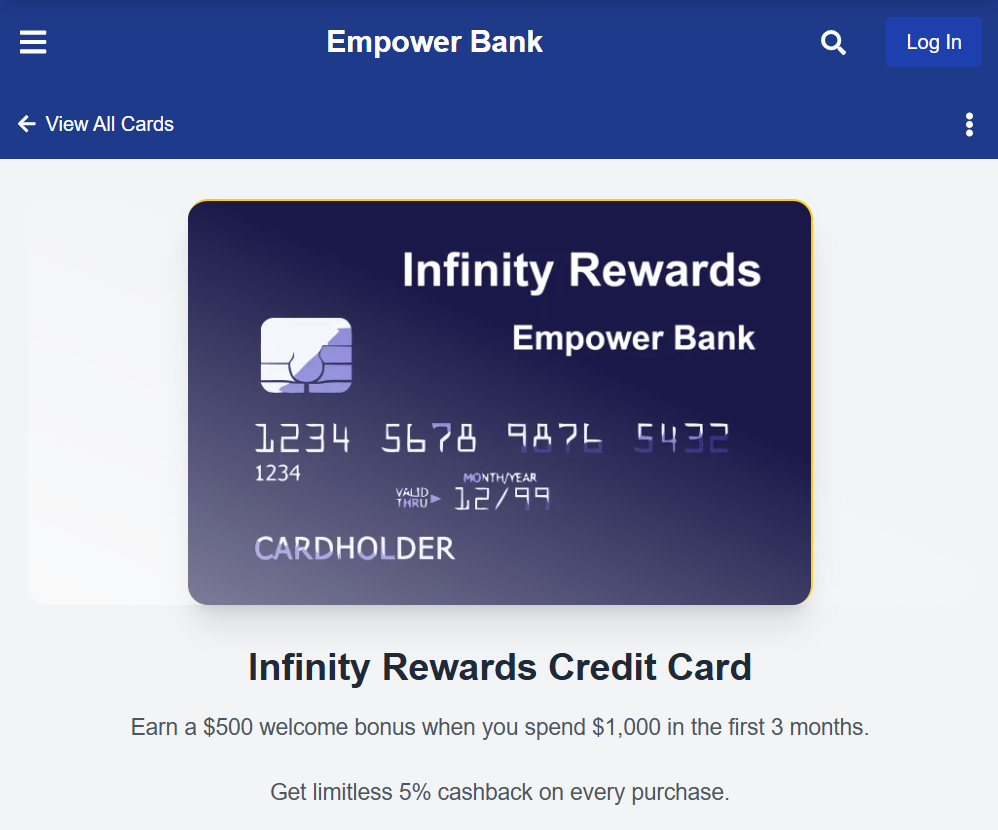 Empower Bank
Log In
View All Cards
Infinity Rewards
Empower Bank
1234 5678 9876 5432
1234
MONTH/YEAR
VALID
THRU
12/99
CARDHOLDER
Infinity Rewards Credit Card
Earn a $500 welcome bonus when you spend $1,000 in the first 3 months.
Get limitless 5% cashback on every purchase.